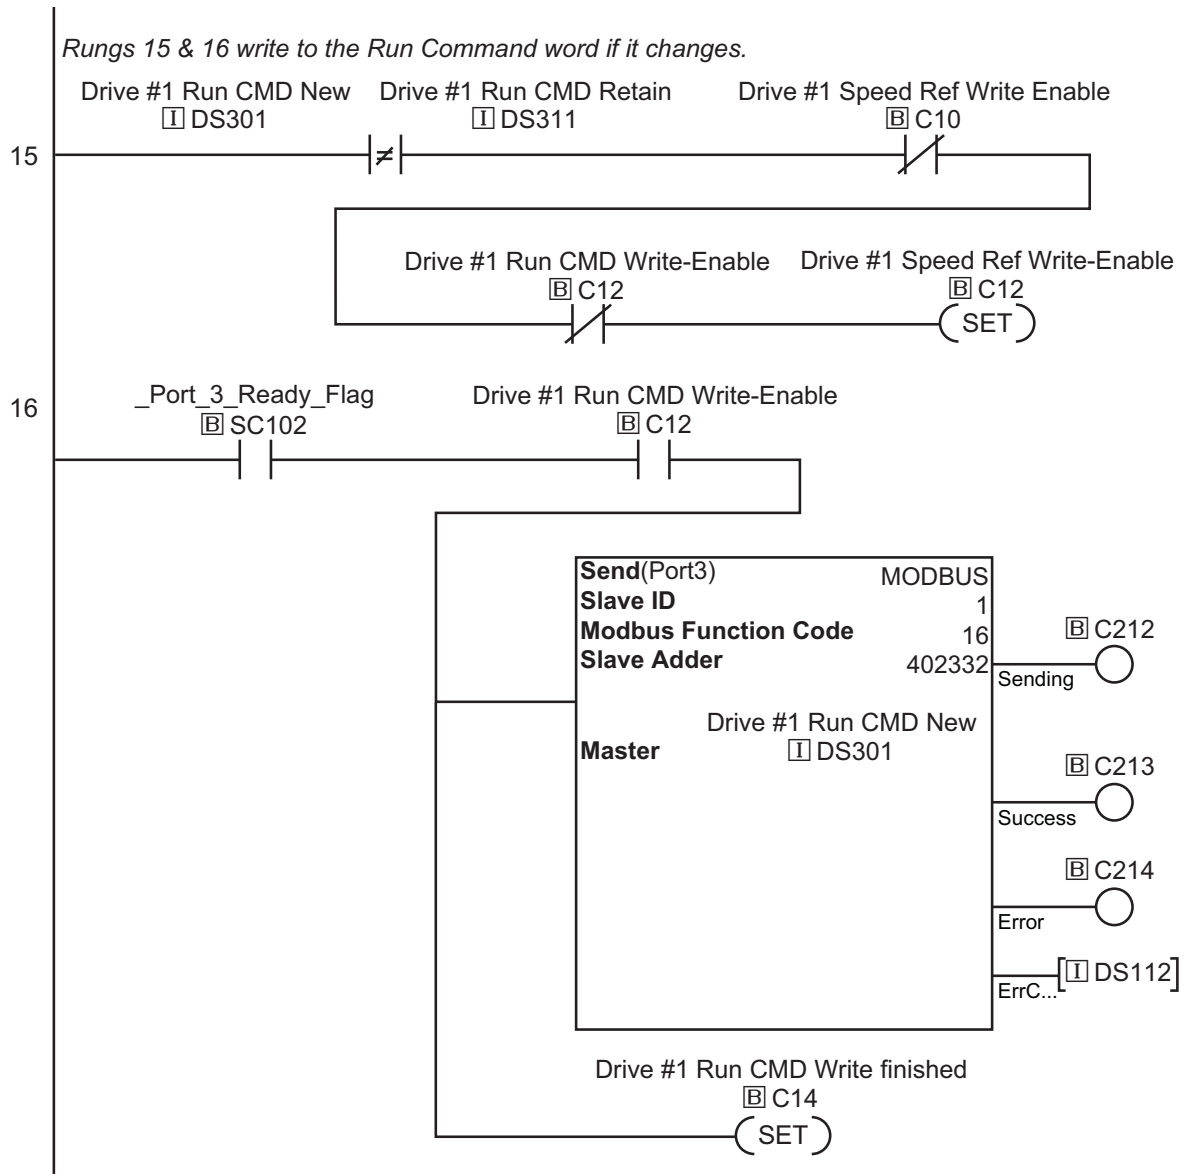 Rungs 15 & 16 write to the Run Command word if it changes.
Drive #1 Run CMD New Drive #1 Run CMD Retain Drive #1 Speed Ref Write Enable
I DS301 I DS311 B C10
15
≠
Drive #1 Run CMD Write-Enable Drive #1 Speed Ref Write-Enable
B C12 B C12
SET
16
_Port_3_Ready_Flag Drive #1 Run CMD Write-Enable
B SC102 B C12
Send(Port3) MODBUS
Slave ID 1
Modbus Function Code 16
Slave Adder 402332
B C212
Sending
Drive #1 Run CMD New
Master I DS301
B C213
Success
B C214
Error
I DS112
ErrC...
Drive #1 Run CMD Write finished
B C14
SET